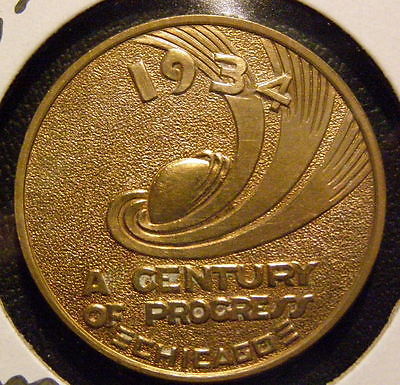 1934
A CENTURY
OF PROGRESS
CHICAGO